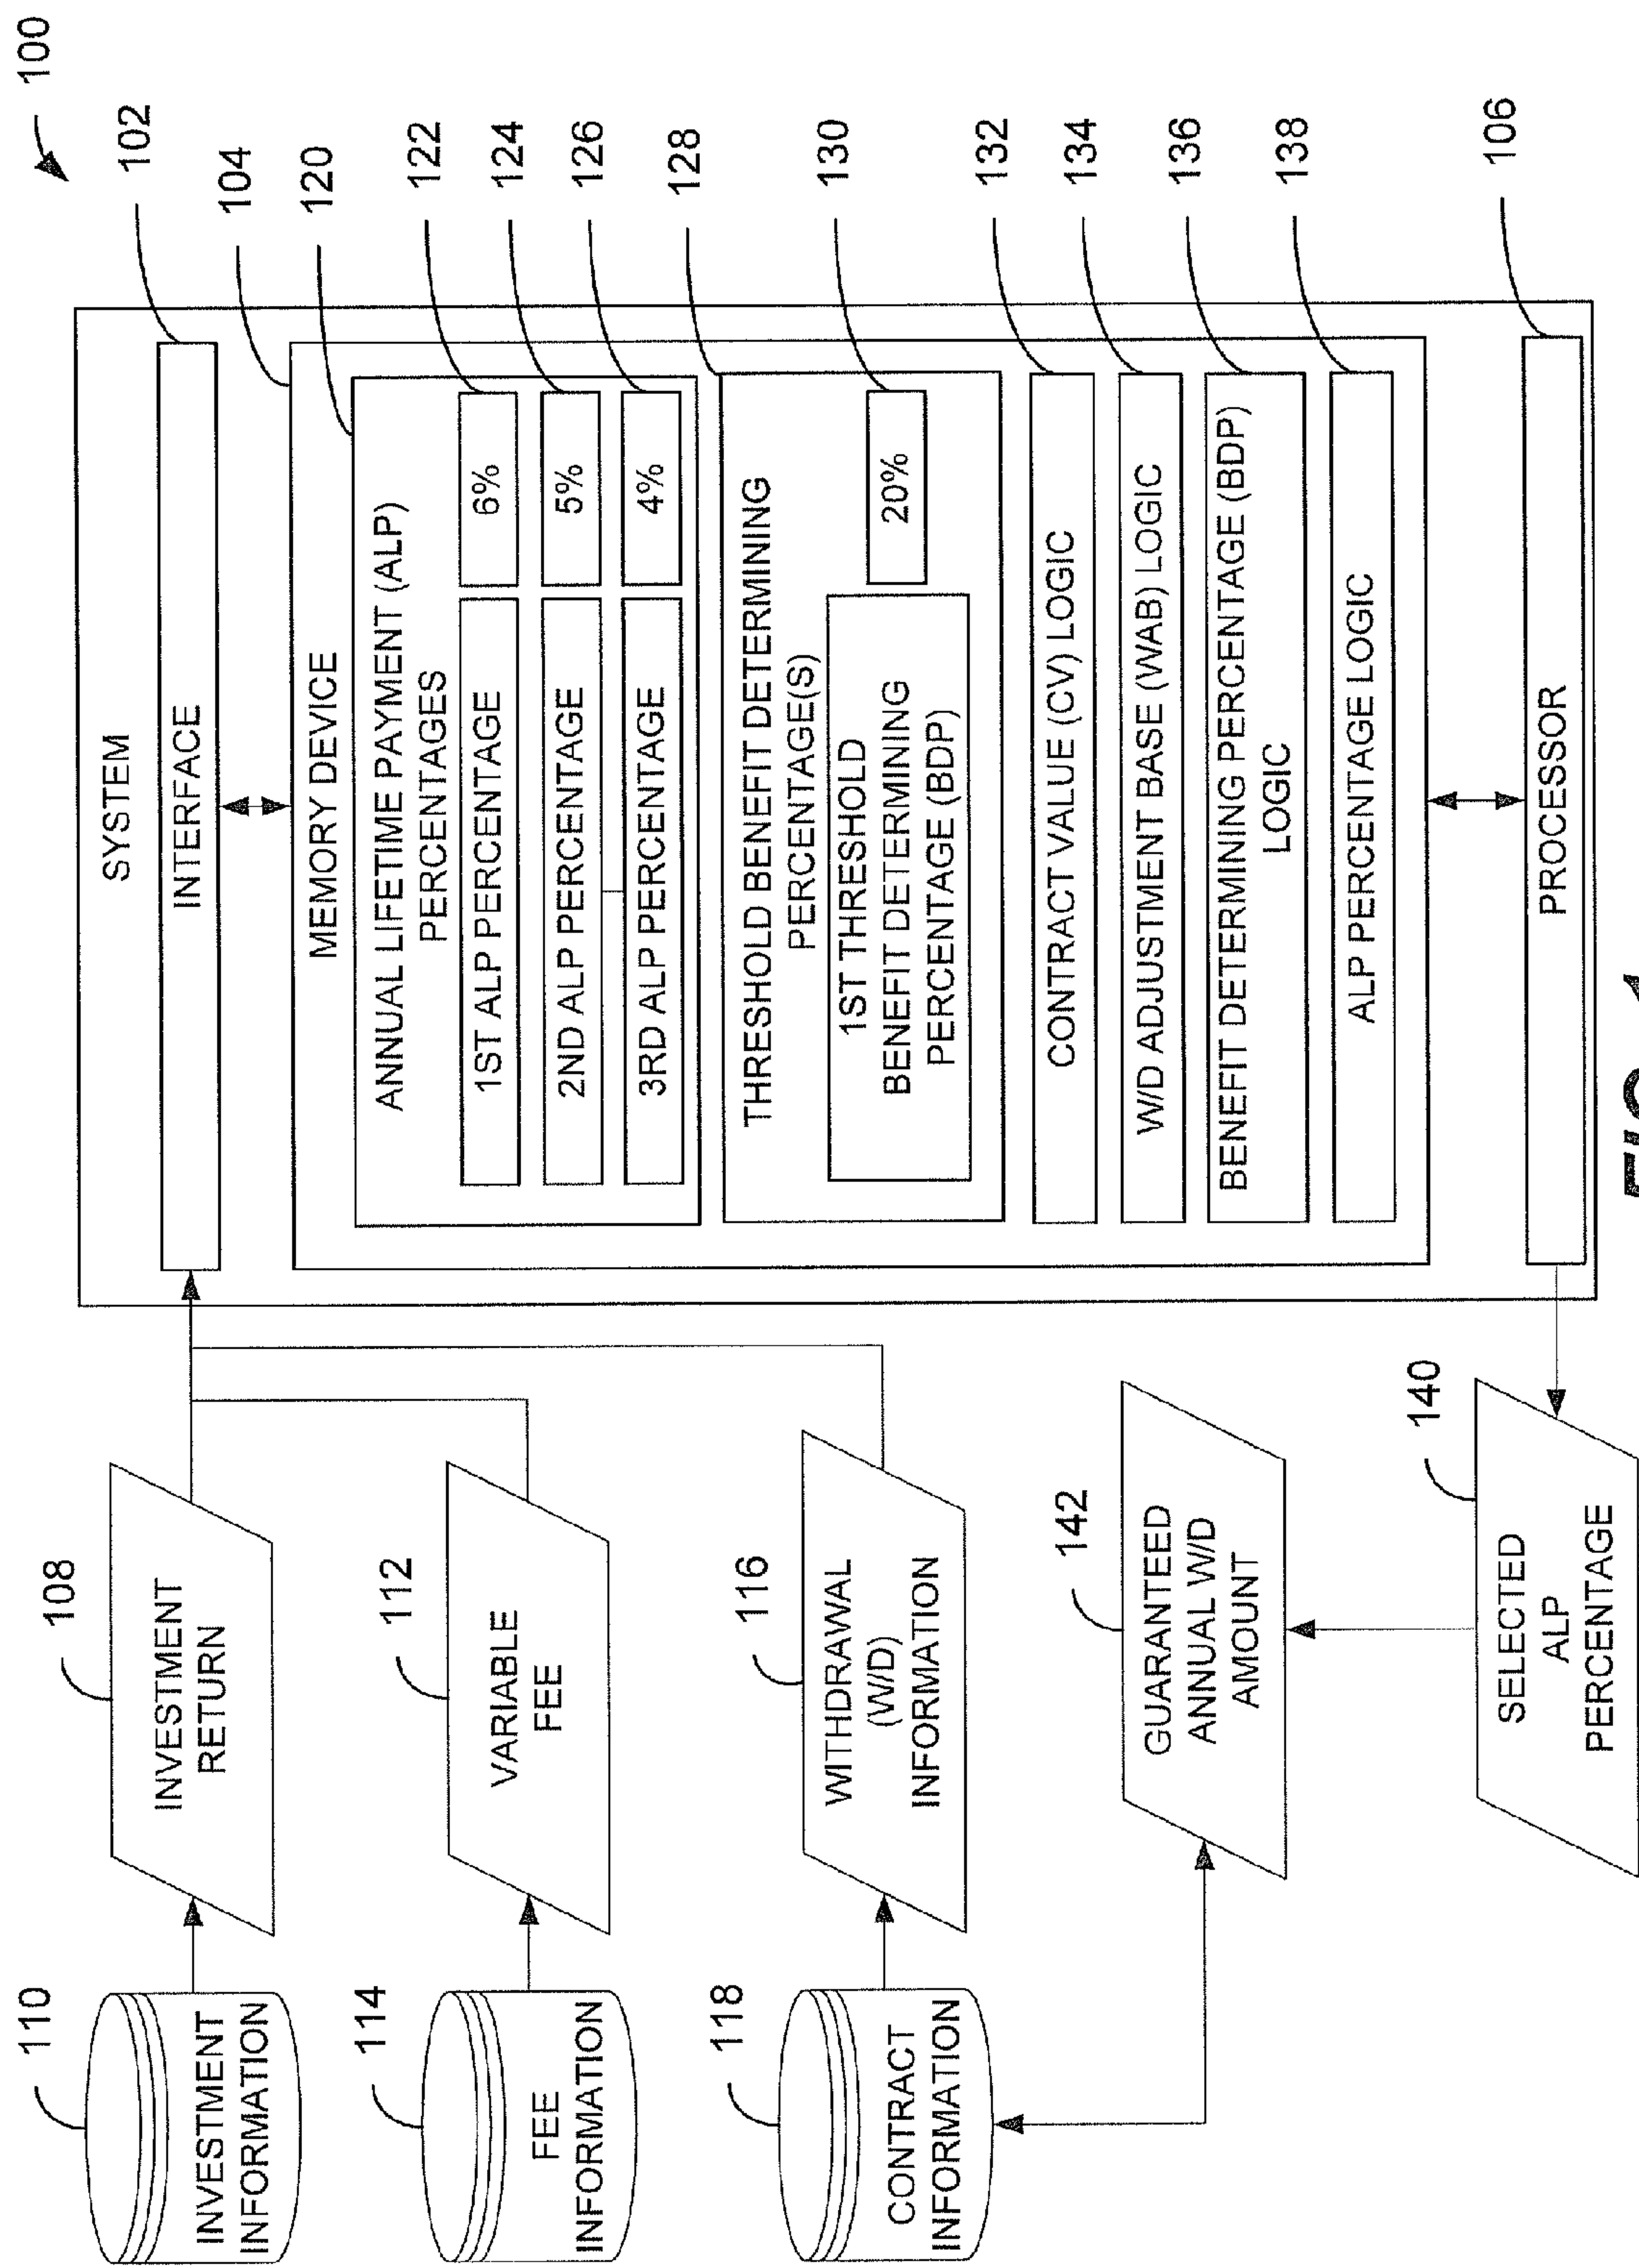 100
110
INVESTMENT
INFORMATION
108
INVESTMENT
RETURN
114
FEE
INFORMATION
112
VARIABLE
FEE
118
CONTRACT
INFORMATION
116
WITHDRAWAL
(W/D)
INFORMATION
142
GUARANTEED
ANNUAL W/D
AMOUNT
140
SELECTED
ALP
PERCENTAGE
SYSTEM
102
INTERFACE
104
MEMORY DEVICE
120
ANNUAL LIFETIME PAYMENT (ALP)
PERCENTAGES
1ST ALP PERCENTAGE
6%
122
2ND ALP PERCENTAGE
5%
124
3RD ALP PERCENTAGE
4%
126
128
THRESHOLD BENEFIT DETERMINING
PERCENTAGE(S)
1ST THRESHOLD
BENEFIT DETERMINING
PERCENTAGE (BDP)
20%
130
CONTRACT VALUE (CV) LOGIC
132
W/D ADJUSTMENT BASE (WAB) LOGIC
134
BENEFIT DETERMINING PERCENTAGE (BDP)
LOGIC
136
ALP PERCENTAGE LOGIC
138
PROCESSOR
106